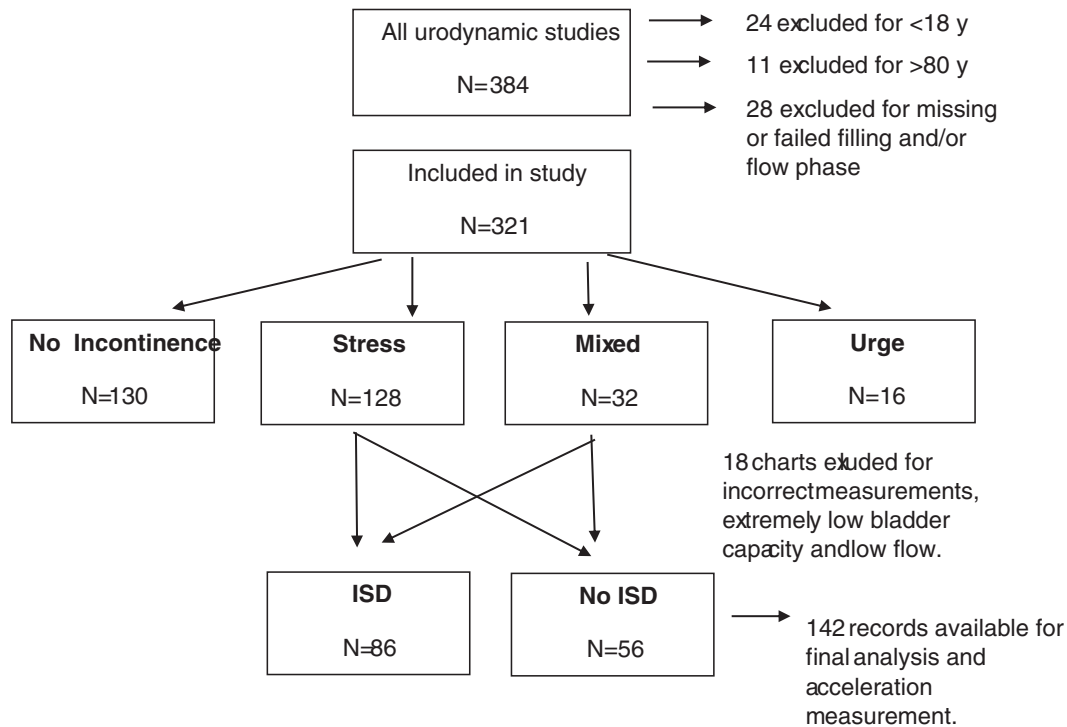 All urodynamic studies
N=384
24 excluded for <18 y
11 excluded for >80 y
28 excluded for missing
or failed filling and/or
flow phase
Included in study
N=321
No Incontinence
N=130
Stress
N=128
Mixed
N=32
Urge
N=16
18 charts exluded for
incorrect measurements,
extremely low bladder
capacity and low flow.
ISD
N=86
No ISD
N=56
142 records available for
final analysis and
acceleration
measurement.